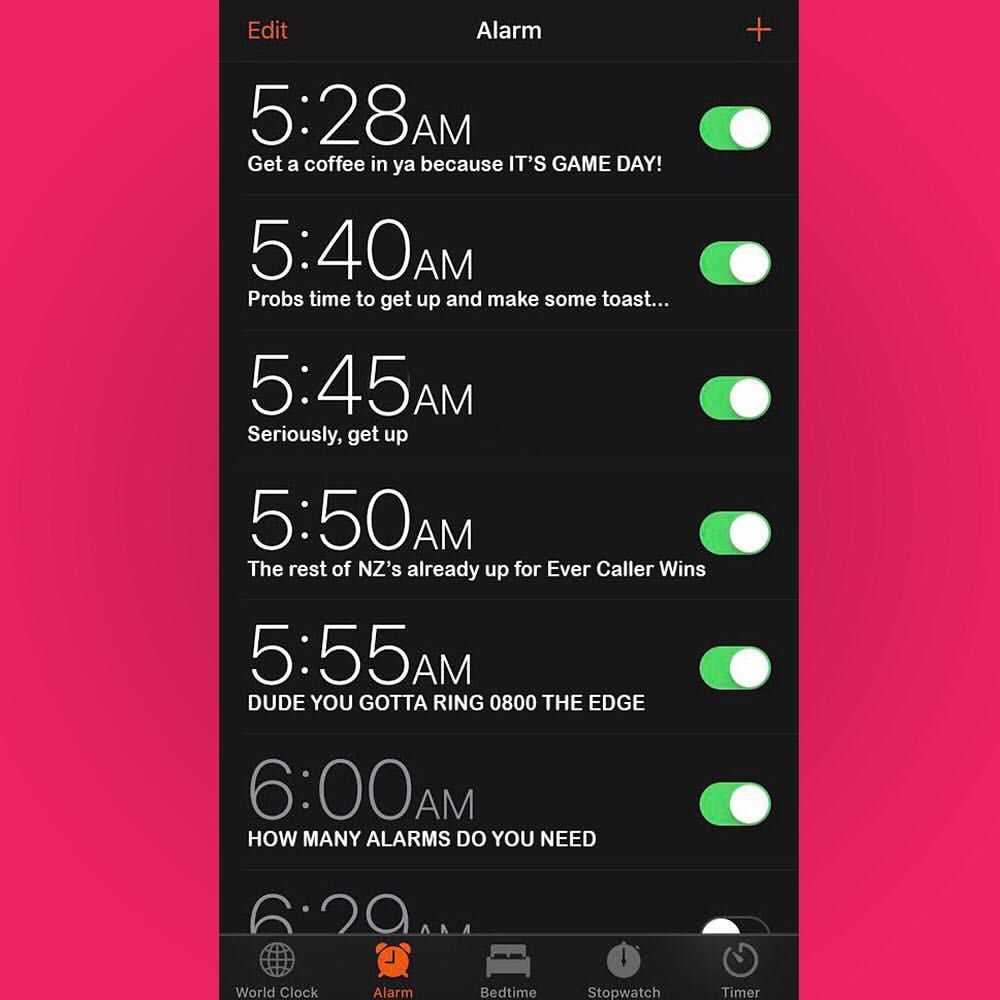 Edit Alarm +
5:28AM
Get a coffee in ya because IT'S GAME DAY!
5:40AM
Probs time to get up and make some toast...
5:45AM
Seriously, get up
5:50AM
The rest of NZ's already up for Ever Caller Wins
5:55AM
DUDE YOU GOTTA RING 0800 THE EDGE
6:00AM
HOW MANY ALARMS DO YOU NEED
6:29AM
World Clock Alarm Bedtime Stopwatch Timer